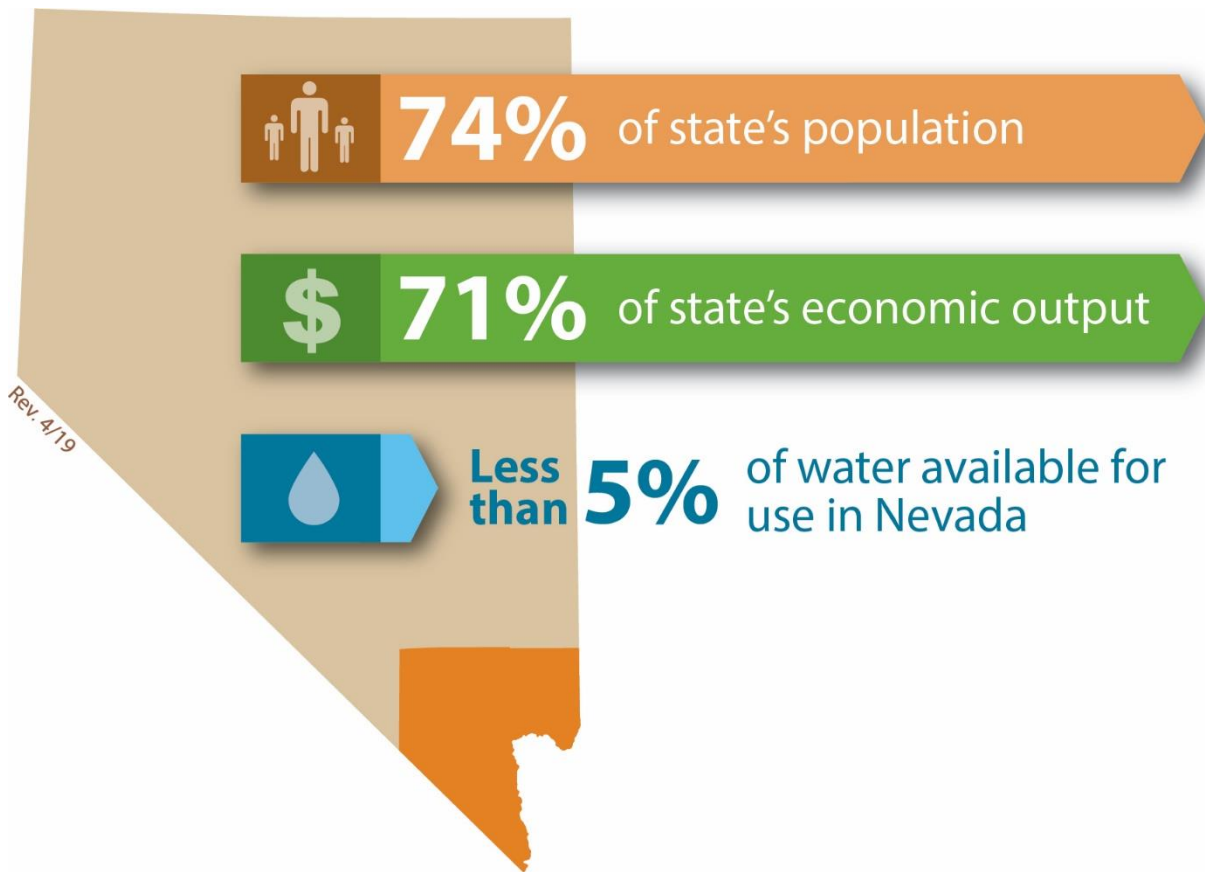 74% of state's population
$ 71% of state's economic output
Rev. 4/19
Less than 5% of water available for
use in Nevada